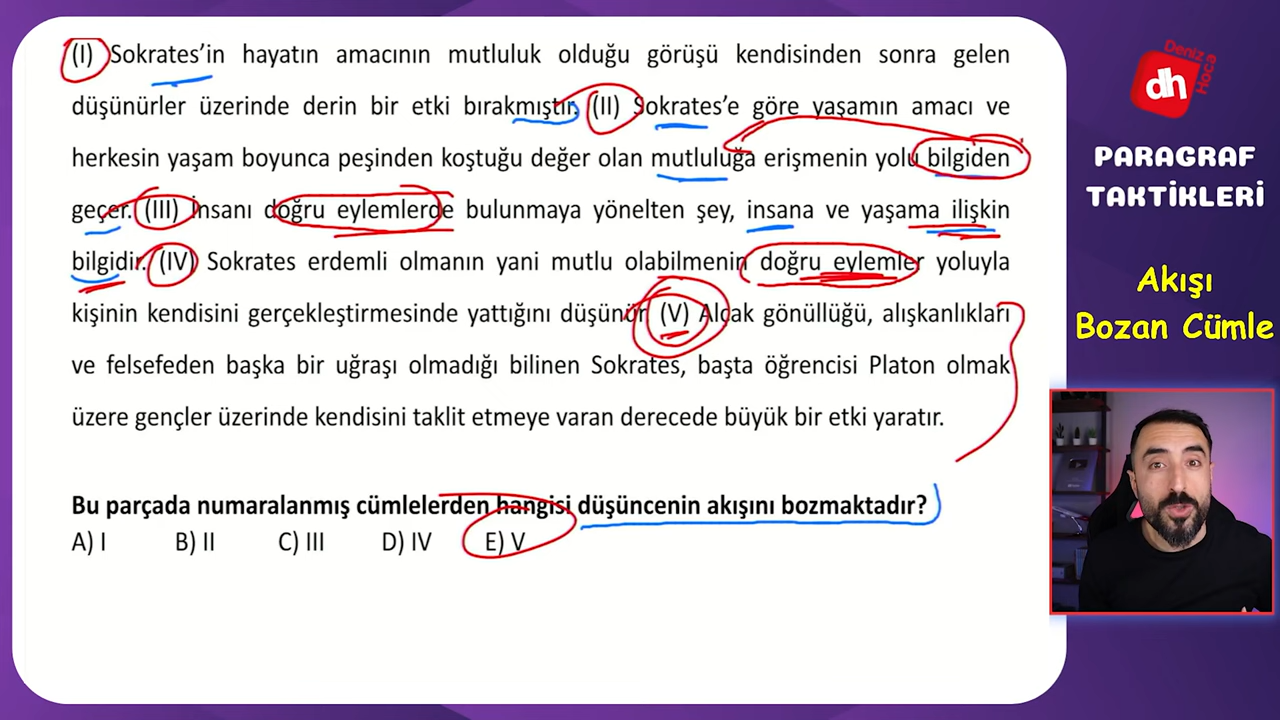 (I) Sokrates’in hayatın amacının mutluluk olduğu görüşü kendisinden sonra gelen
düşünürler üzerinde derin bir etki bırakmıştır. (II) Sokrates’e göre yaşamın amacı ve
herkesin yaşam boyunca peşinden koştuğu değer olan mutluluğa erişmenin yolu bilgiden
geçer. (III) İnsanı doğru eylemlerde bulunmaya yönelten şey, insana ve yaşama ilişkin
bilgidir. (IV) Sokrates erdemli olmanın yani mutlu olabilmenin doğru eylemler yoluyla
kişinin kendisini gerçekleştirmesinde yattığını düşünür. (V) Alçak gönüllüğü, alışkanlıkları
ve felsefeden başka bir uğraşı olmadığı bilinen Sokrates, başta öğrencisi Platon olmak
üzere gençler üzerinde kendisini taklit etmeye varan derecede büyük bir etki yaratır.
Bu parçada numaralanmış cümlelerden hangisi düşüncenin akışını bozmaktadır?
A) I B) II C) III D) IV E) V
dh
Deniz
Hoca
PARAGRAF
TAKTİKLERİ
Akışı
Bozan Cümle